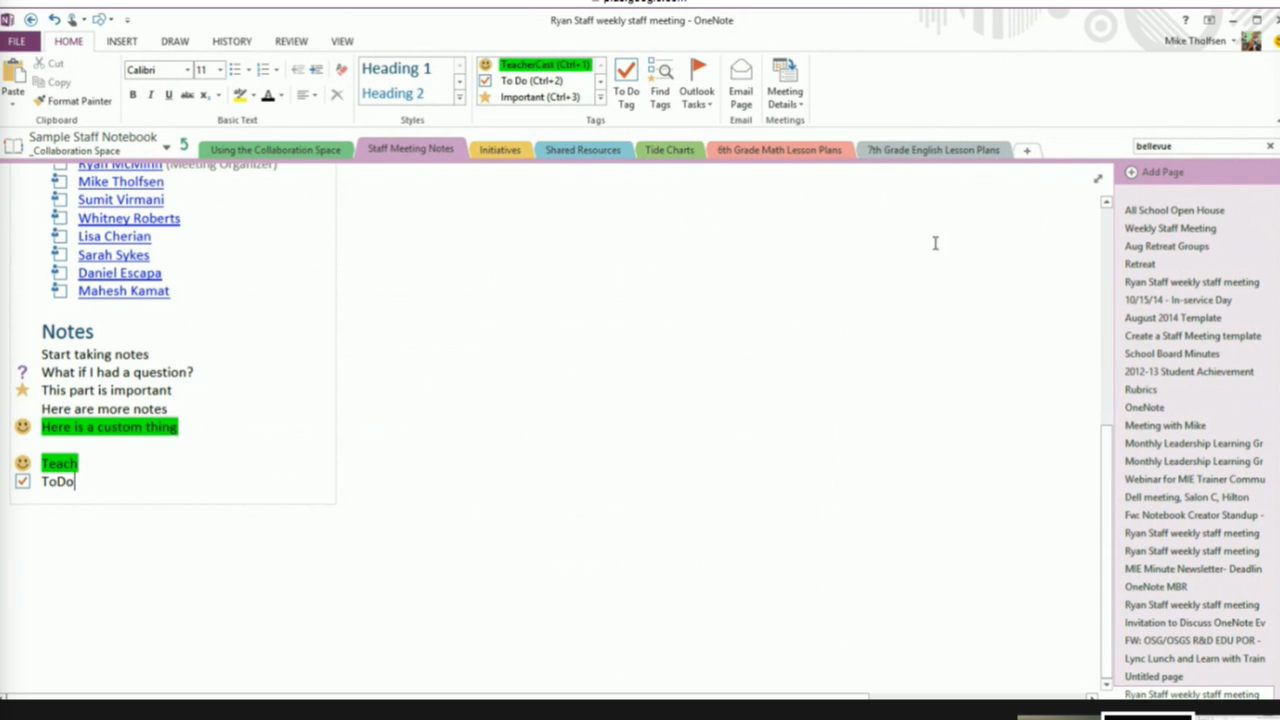 Ryan Staff weekly staff meeting - OneNote
?
FILE
HOME
INSERT
DRAW
HISTORY
REVIEW
VIEW
Mike Tholfsen
Paste
Cut
Copy
Format Painter
Clipboard
Calibri
11
B I U abc X₂
A
Basic Text
Heading 1
Heading 2
Styles
TeacherCast (Ctrl+1)
To Do (Ctrl+2)
Important (Ctrl+3)
To Do
Tag
Find
Tags
Outlook
Tasks
Tags
Email
Page
Email
Meeting
Details
Meetings
Sample Staff Notebook
_Collaboration Space
5
Using the Collaboration Space
Staff Meeting Notes
Initiatives
Shared Resources
Tide Charts
6th Grade Math Lesson Plans
7th Grade English Lesson Plans
+
bellevue
Ryan McMinn (Meeting Organizer)
Mike Tholfsen
Sumit Virmani
Whitney Roberts
Lisa Cherian
Sarah Sykes
Daniel Escapa
Mahesh Kamat
Notes
Start taking notes
? What if I had a question?
This part is important
Here are more notes
Here is a custom thing
Teach
ToDo
Add Page
All School Open House
Weekly Staff Meeting
Aug Retreat Groups
Retreat
Ryan Staff weekly staff meeting
10/15/14 - In-service Day
August 2014 Template
Create a Staff Meeting template
School Board Minutes
2012-13 Student Achievement
Rubrics
OneNote
Meeting with Mike
Monthly Leadership Learning Gr
Monthly Leadership Learning Gr
Webinar for MIE Trainer Commu
Dell meeting, Salon C, Hilton
Fw: Notebook Creator Standup -
Ryan Staff weekly staff meeting
Ryan Staff weekly staff meeting
MIE Minute Newsletter- Deadlin
OneNote MBR
Ryan Staff weekly staff meeting
Invitation to Discuss OneNote Ev
FW: OSG/OSGS R&D EDU POR -
Lync Lunch and Learn with Train
Untitled page
Ryan Staff weekly staff meeting